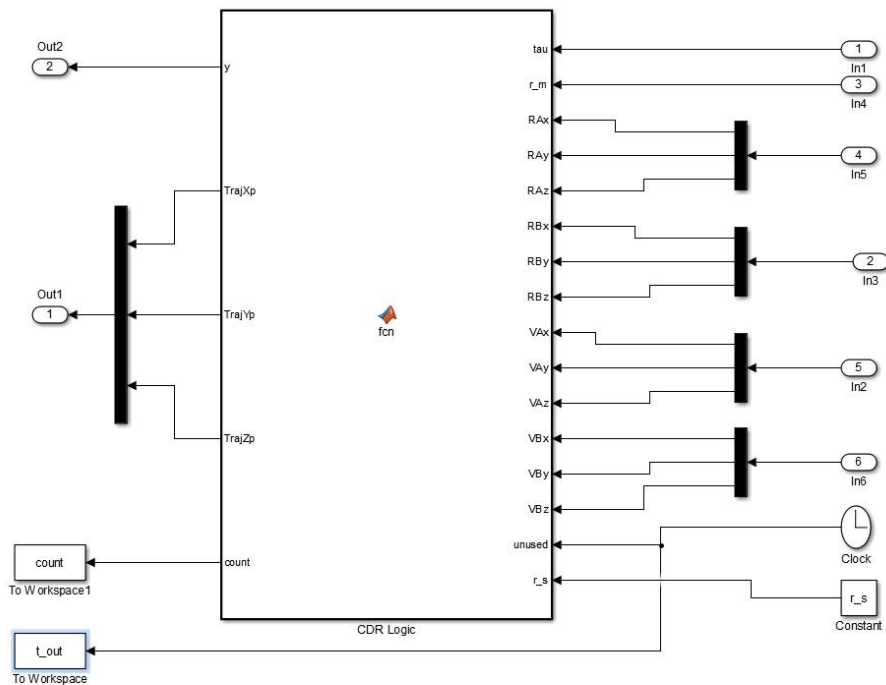 Out2
2
y
tau
1
In1
r_m
3
In4
RAx
RAy
4
In5
RAz
TrajXp
RBx
RBy
2
In3
RBz
Out1
1
TrajYp
fcn
VAx
VAy
5
In2
VAz
TrajZp
VBx
VBy
6
In6
VBz
unused
Clock
count
To Workspace1
count
r_s
r_s
Constant
CDR Logic
t_out
To Workspace